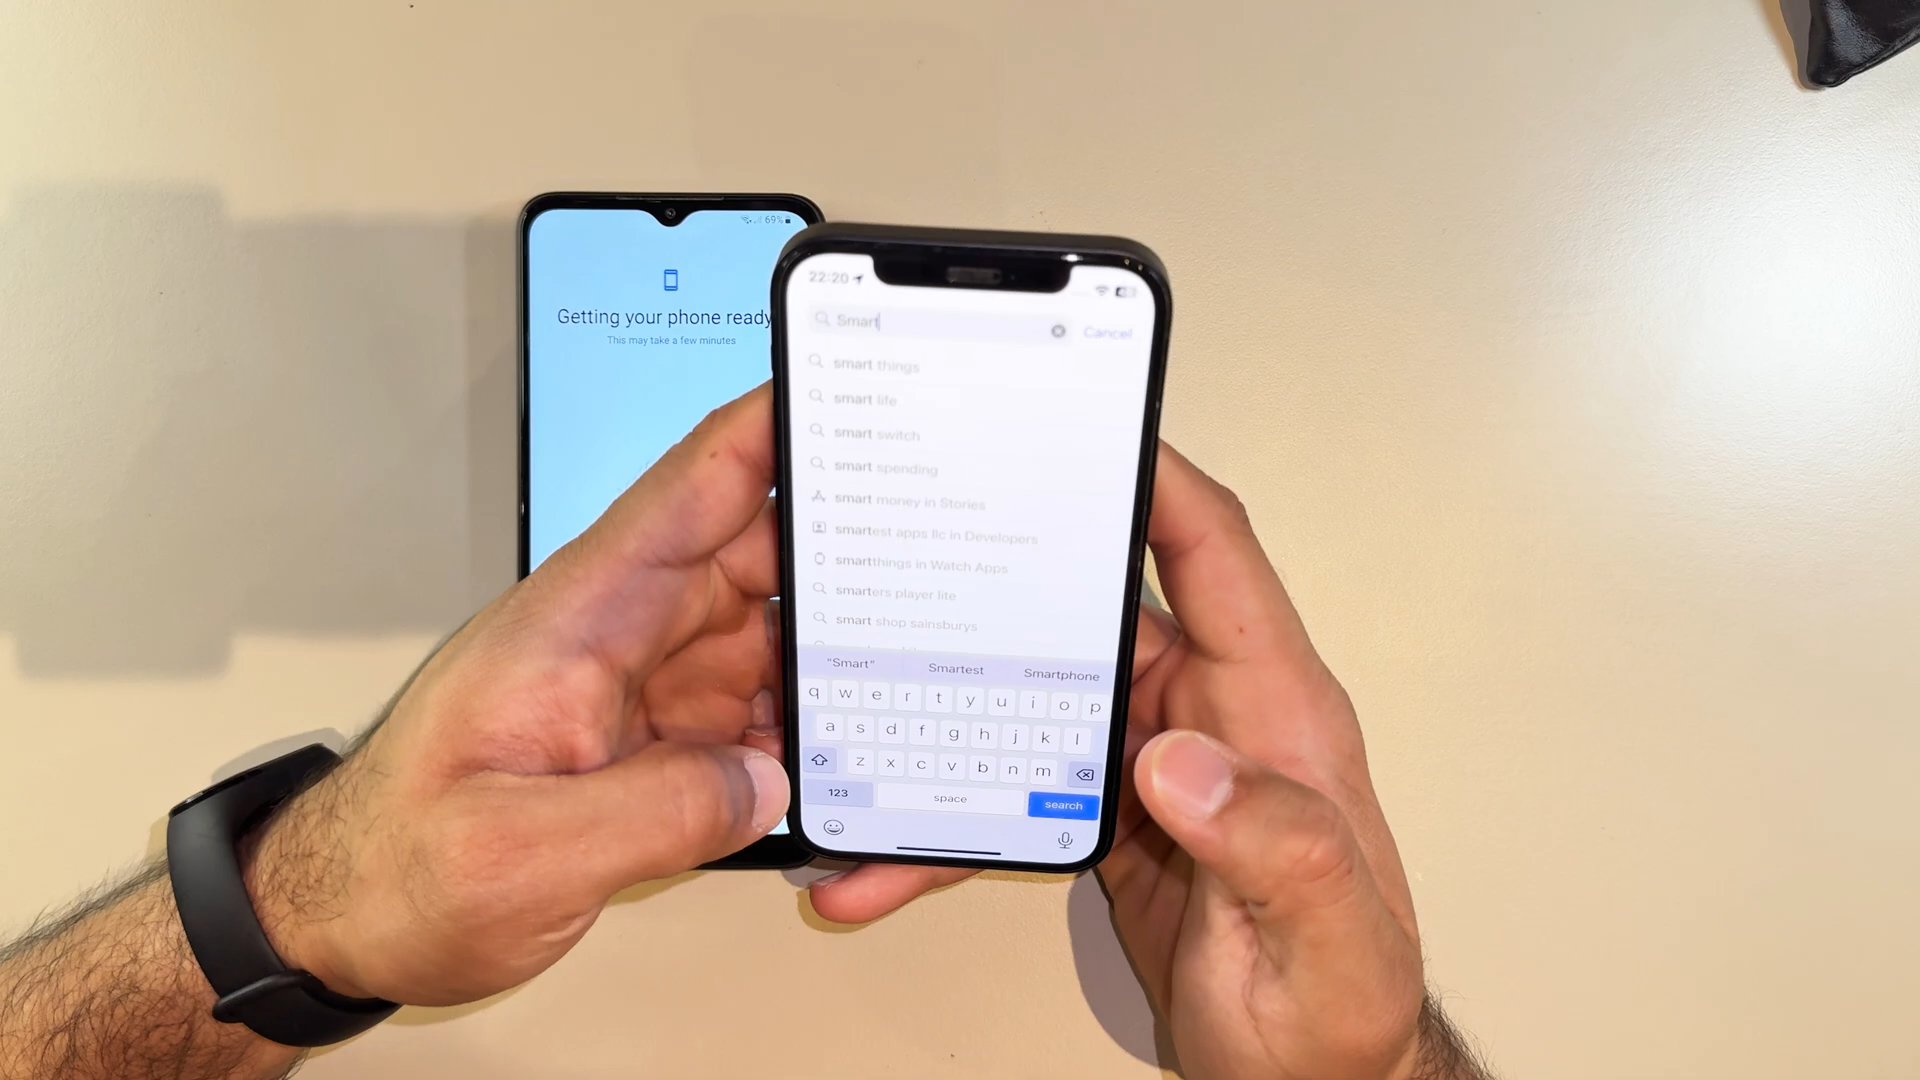 69%
Getting your phone ready
This may take a few minutes
22:20
Smart
Cancel
smart things
smart life
smart switch
smart spending
smart money in Stories
smartest apps llc in Developers
smartthings in Watch Apps
smarters player lite
smart shop sainsburys
"Smart" Smartest Smartphone
q w e r t y u i o p
a s d f g h j k l
z x c v b n m
123 space search